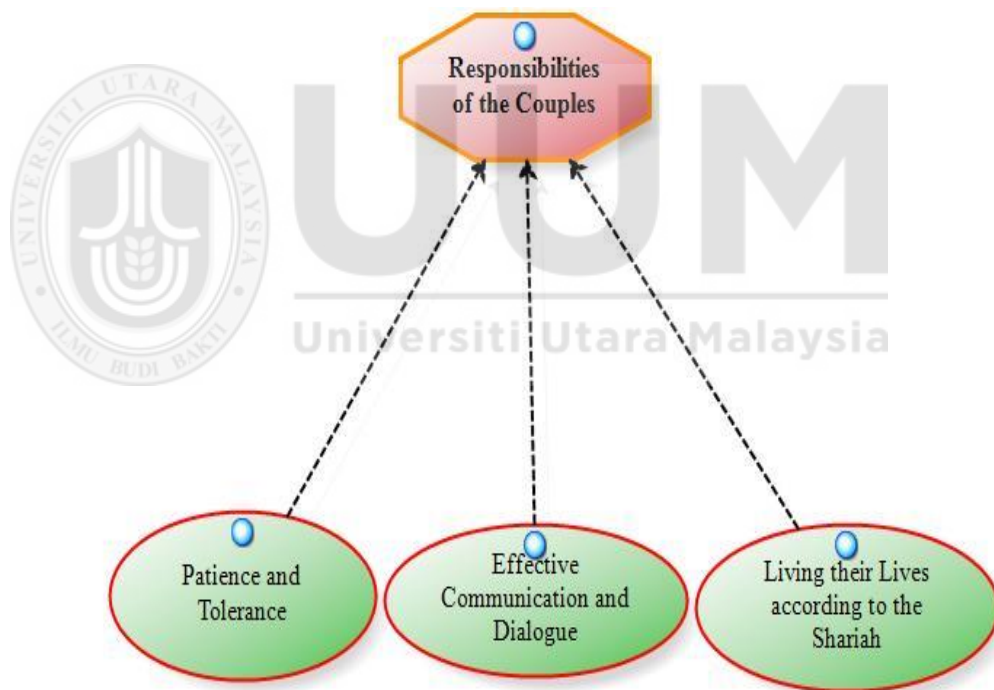 Responsibilities
of the Couples
UNIVERSITI UTARA MALAYSIA
ILMU BUDI BAKTI
UUM
Universiti Utara Malaysia
Patience and
Tolerance
Effective
Communication and
Dialogue
Living their Lives
according to the
Shariah